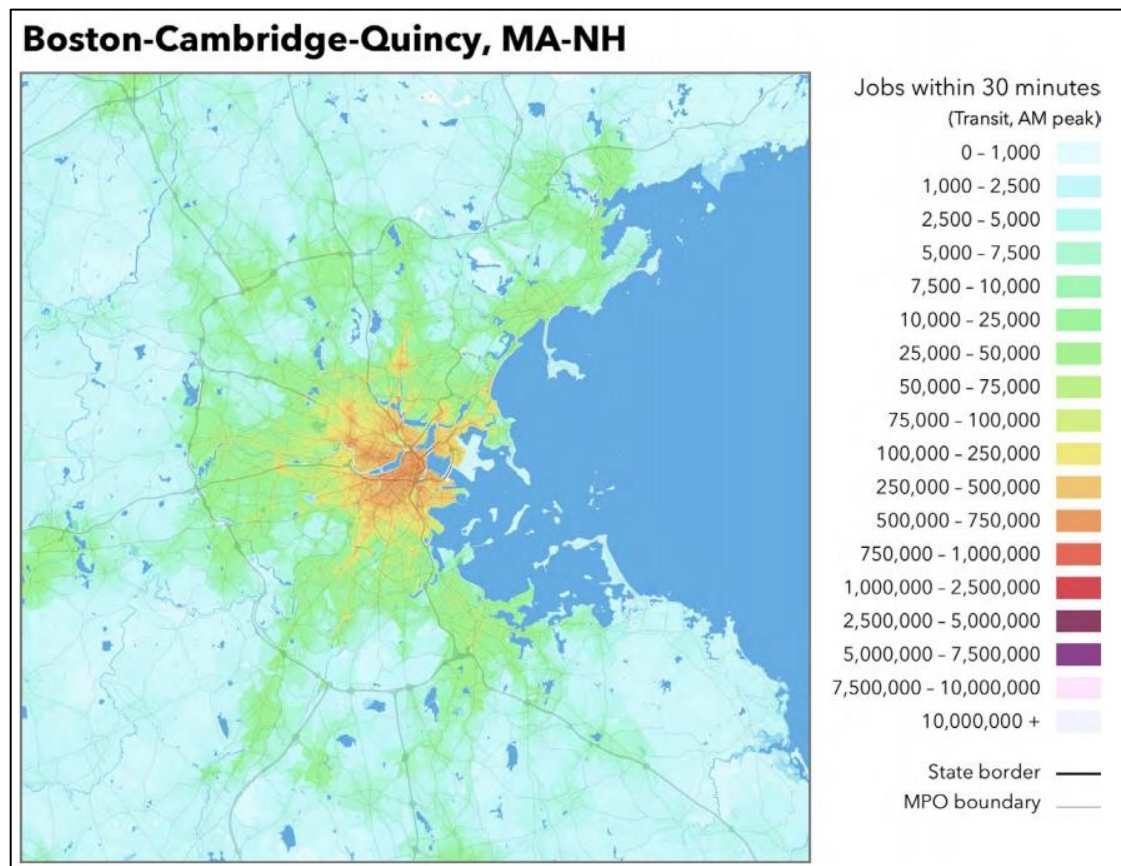 Boston-Cambridge-Quincy, MA-NH
Jobs within 30 minutes
(Transit, AM peak)
0 – 1,000
1,000 – 2,500
2,500 – 5,000
5,000 – 7,500
7,500 – 10,000
10,000 – 25,000
25,000 – 50,000
50,000 – 75,000
75,000 – 100,000
100,000 – 250,000
250,000 – 500,000
500,000 – 750,000
750,000 – 1,000,000
1,000,000 – 2,500,000
2,500,000 – 5,000,000
5,000,000 – 7,500,000
7,500,000 – 10,000,000
10,000,000 +
State border
MPO boundary